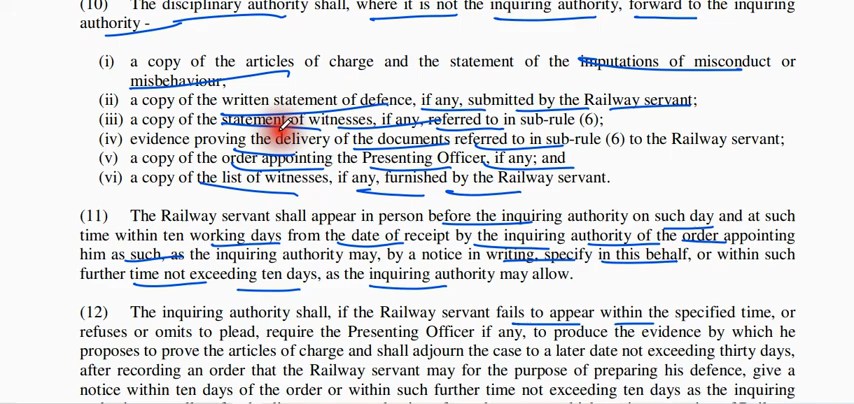 (10) The disciplinary authority shall, where it is not the inquiring authority, forward to the inquiring
authority -
(i) a copy of the articles of charge and the statement of the imputations of misconduct or
misbehaviour;
(ii) a copy of the written statement of defence, if any, submitted by the Railway servant;
(iii) a copy of the statement of witnesses, if any, referred to in sub-rule (6);
(iv) evidence proving the delivery of the documents referred to in sub-rule (6) to the Railway servant;
(v) a copy of the order appointing the Presenting Officer, if any; and
(vi) a copy of the list of witnesses, if any, furnished by the Railway servant.
(11) The Railway servant shall appear in person before the inquiring authority on such day and at such
time within ten working days from the date of receipt by the inquiring authority of the order appointing
him as such, as the inquiring authority may, by a notice in writing, specify in this behalf, or within such
further time not exceeding ten days, as the inquiring authority may allow.
(12) The inquiring authority shall, if the Railway servant fails to appear within the specified time, or
refuses or omits to plead, require the Presenting Officer if any, to produce the evidence by which he
proposes to prove the articles of charge and shall adjourn the case to a later date not exceeding thirty days,
after recording an order that the Railway servant may for the purpose of preparing his defence, give a
notice within ten days of the order or within such further time not exceeding ten days as the inquiring